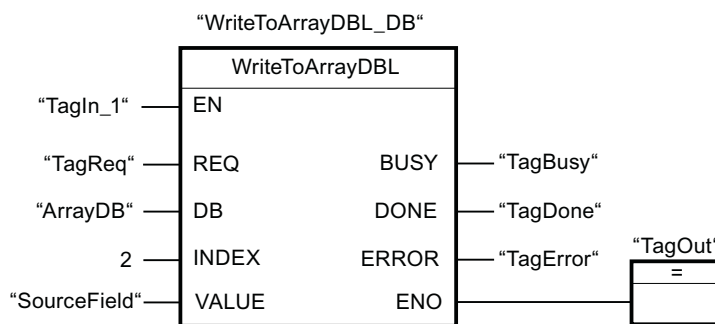 “WriteToArrayDBL_DB“
WriteToArrayDBL
“TagIn_1“ EN
“TagReq“ REQ BUSY “TagBusy“
“ArrayDB“ DB DONE “TagDone“
2 INDEX ERROR “TagError“
“TagOut“
=
“SourceField“ VALUE ENO